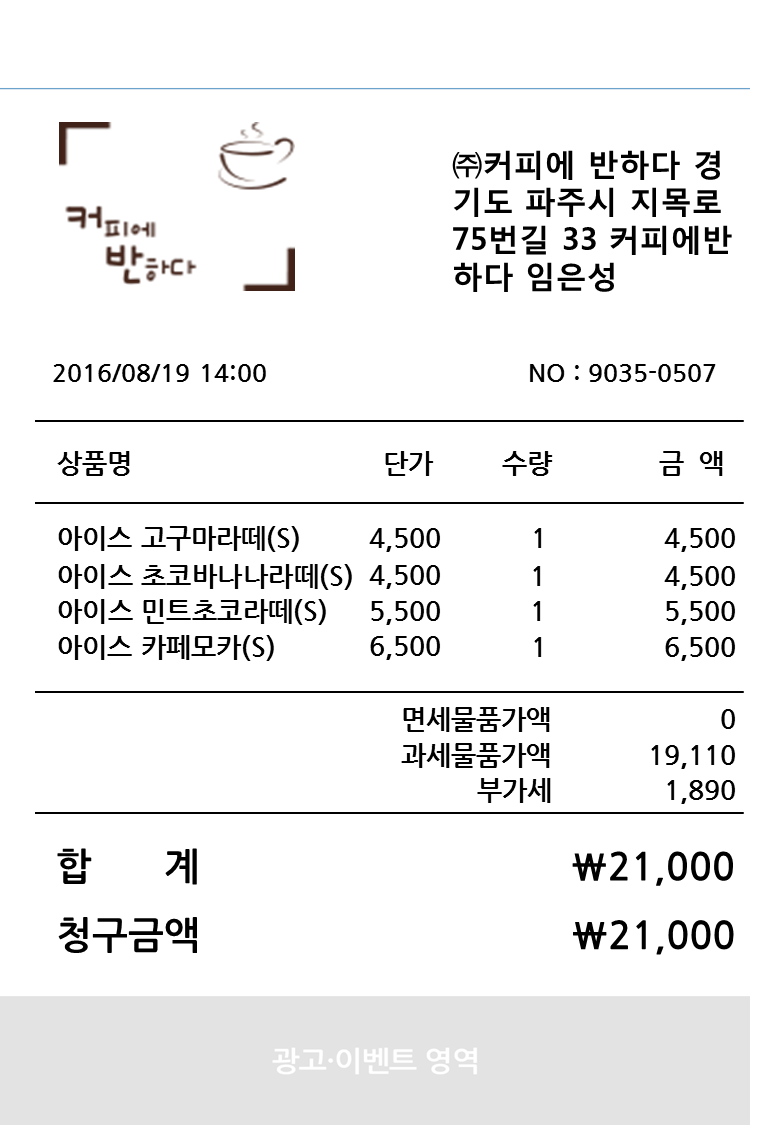 커피에
반하다
㈜커피에 반하다 경
기도 파주시 지목로
75번길 33 커피에반
하다 임은성
2016/08/19 14:00 NO : 9035-0507
상품명 단가 수량 금 액
아이스 고구마라떼(S) 4,500 1 4,500
아이스 초코바나나라떼(S) 4,500 1 4,500
아이스 민트초코라떼(S) 5,500 1 5,500
아이스 카페모카(S) 6,500 1 6,500
면세물품가액 0
과세물품가액 19,110
부가세 1,890
합 계 ₩21,000
청구금액 ₩21,000
광고·이벤트 영역